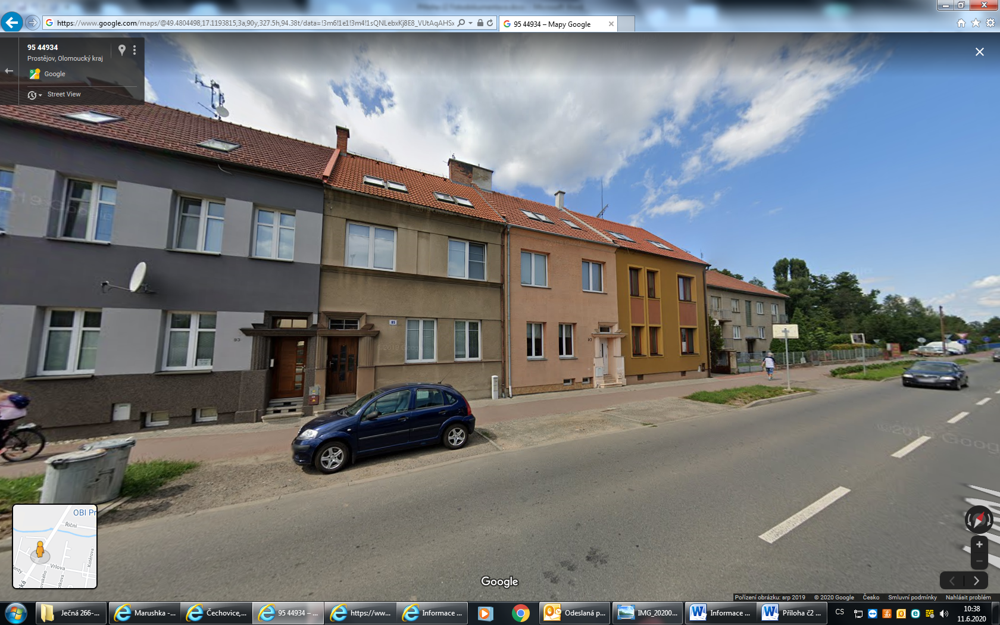 https://www.google.com/maps/@49.4804498,17.1193815,3a,90y,327.5h,94.38t/data=!3m6!1e1!3m4!1sQNLebxKj8E8_VUtAqAHSx
95 44934 – Mapy Google
95 44934
Prostějov, Olomoucký kraj
Google
Street View
93
95
97
OBI Pr
Říční
Vrlova
Kotěrova
Google
Pořízení obrázku: srp 2019 © 2020 Google Česko Smluvní podmínky Nahlásit problém
Ječná 266-...
Marushka -...
Čechovice,...
95 44934 – ...
https://ww...
Informace ...
Odeslaná p...
IMG_20200...
Informace ...
Příloha č2 ...
CS
10:38
11.6.2020